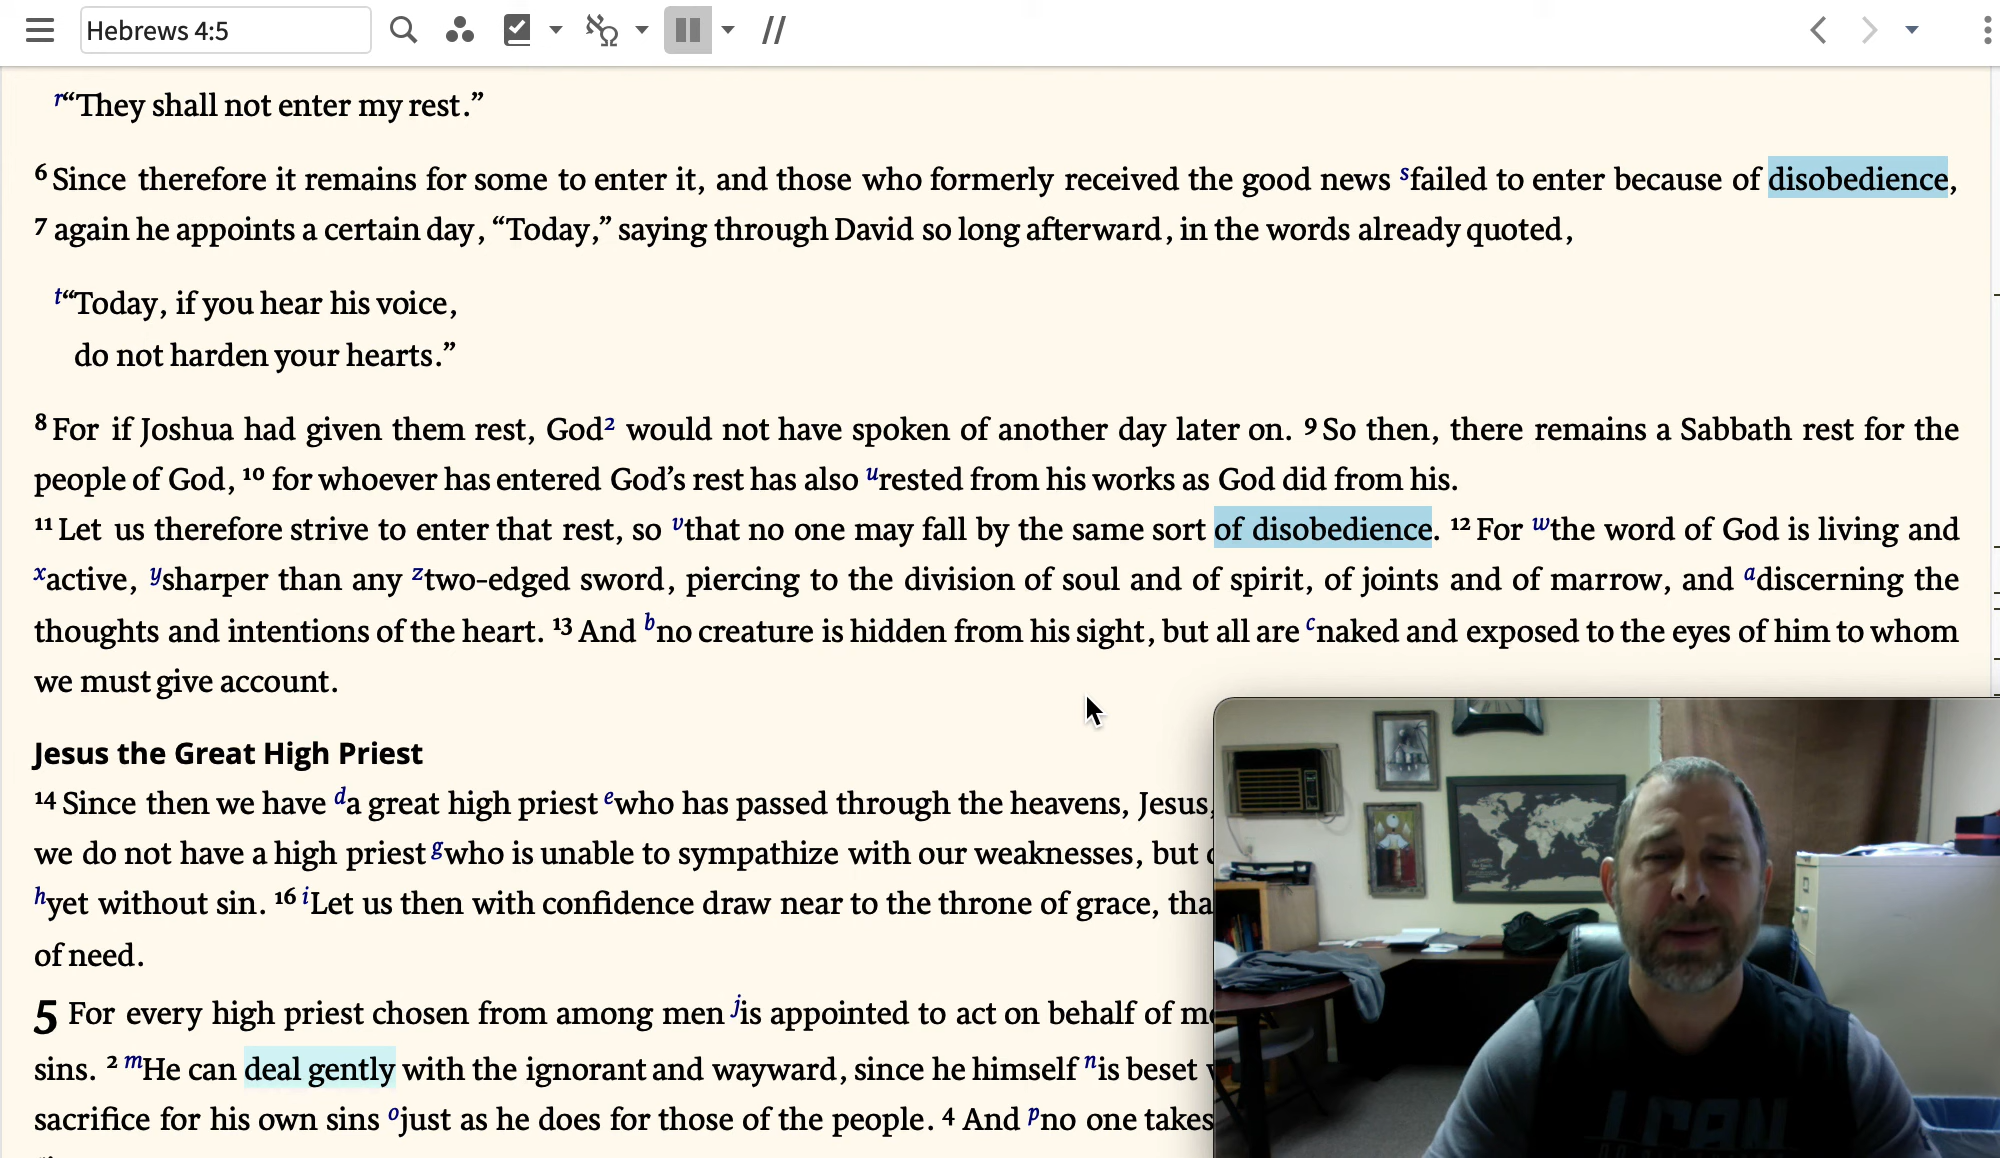 Hebrews 4:5
r“They shall not enter my rest.”
6 Since therefore it remains for some to enter it, and those who formerly received the good news sfailed to enter because of disobedience,
7 again he appoints a certain day, “Today,” saying through David so long afterward, in the words already quoted,
t“Today, if you hear his voice,
do not harden your hearts.”
8 For if Joshua had given them rest, God2 would not have spoken of another day later on. 9 So then, there remains a Sabbath rest for the
people of God, 10 for whoever has entered God’s rest has also urested from his works as God did from his.
11 Let us therefore strive to enter that rest, so vthat no one may fall by the same sort of disobedience. 12 For wthe word of God is living and
xactive, ysharper than any ztwo-edged sword, piercing to the division of soul and of spirit, of joints and of marrow, and adiscerning the
thoughts and intentions of the heart. 13 And bno creature is hidden from his sight, but all are cnaked and exposed to the eyes of him to whom
we must give account.
Jesus the Great High Priest
14 Since then we have da great high priest ewho has passed through the heavens, Jesus,
we do not have a high priest gwho is unable to sympathize with our weaknesses, but
hyet without sin. 16 iLet us then with confidence draw near to the throne of grace, tha
of need.
5 For every high priest chosen from among men jis appointed to act on behalf of m
sins. 2 mHe can deal gently with the ignorant and wayward, since he himself nis beset
sacrifice for his own sins ojust as he does for those of the people. 4 And pno one takes